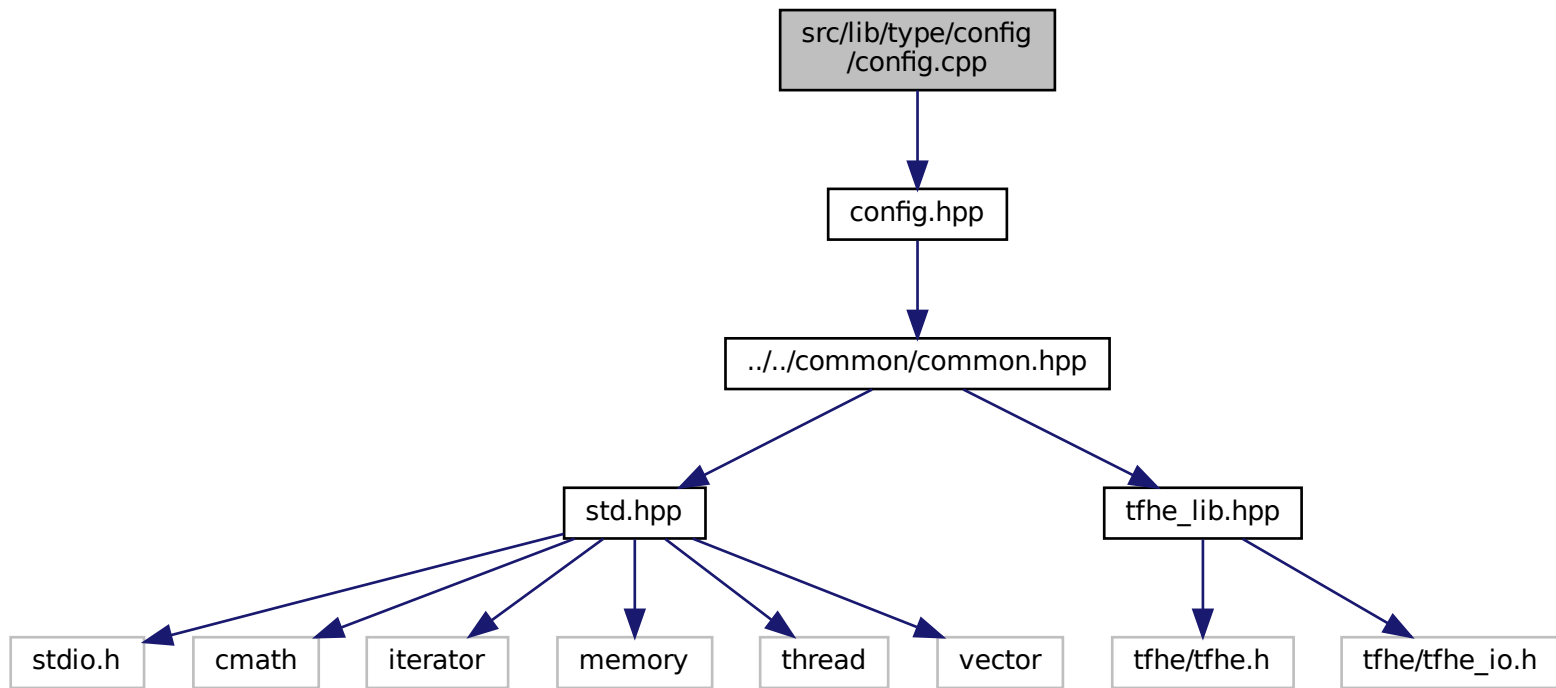 src/lib/type/config
/config.cpp
config.hpp
../../common/common.hpp
std.hpp
tfhe_lib.hpp
stdio.h
cmath
iterator
memory
thread
vector
tfhe/tfhe.h
tfhe/tfhe_io.h